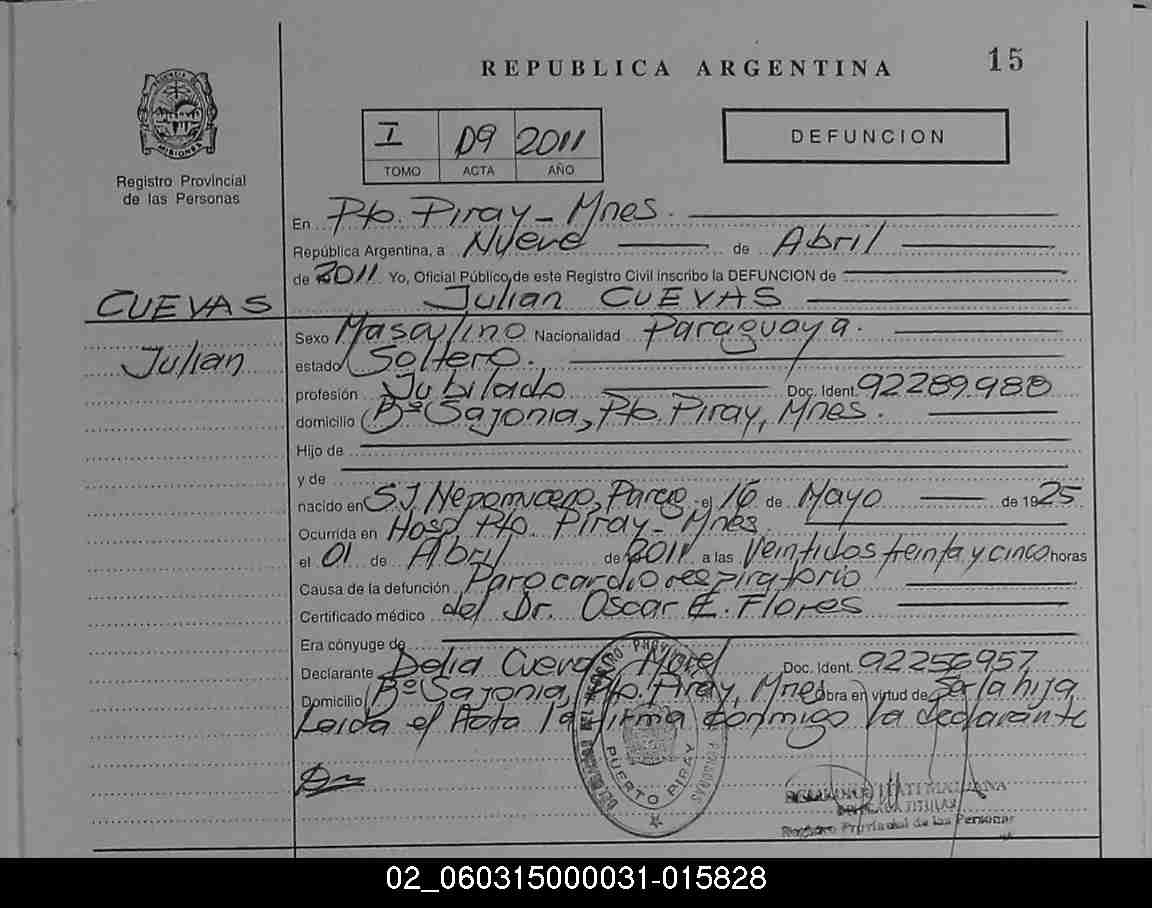 REPUBLICA ARGENTINA
15
MISIONES
Registro Provincial
de las Personas
I D9 2011
TOMO ACTA AÑO
DEFUNCION
En Pto. Piray - Mnes.
República Argentina, a Nueve de Abril
de 2011 Yo, Oficial Público de este Registro Civil inscribo la DEFUNCION de
CUEVAS Julian CUEVAS
Julian
Sexo Masculino Nacionalidad Paraguaya.
estado Soltero.
profesión Jubilado Doc. Ident. 92289.980
domicilio Bº Sajonia, Pto. Piray, Mnes.
Hijo de
y de
nacido en S.J. Nepomuceno, Parag el 16 de Mayo de 1925
Ocurrida en Hosp Pto. Piray - Mnes
el 01 de Abril de 2011 a las Veintidos treinta y cinco horas
Causa de la defunción Paro cardiorespiratorio
Certificado médico del Dr. Oscar E. Flores
Era cónyuge de
Declarante Delia Cueva Morel Doc. Ident. 92256957
Domicilio Bº Sajonia, Pto. Piray, Mnes Obra en virtud de Ser la hija
Leida el Acta la firma conmigo la declarante
PUERTO PIRAY
TITULAR
Registro Provincial de las Personas
02_060315000031-015828